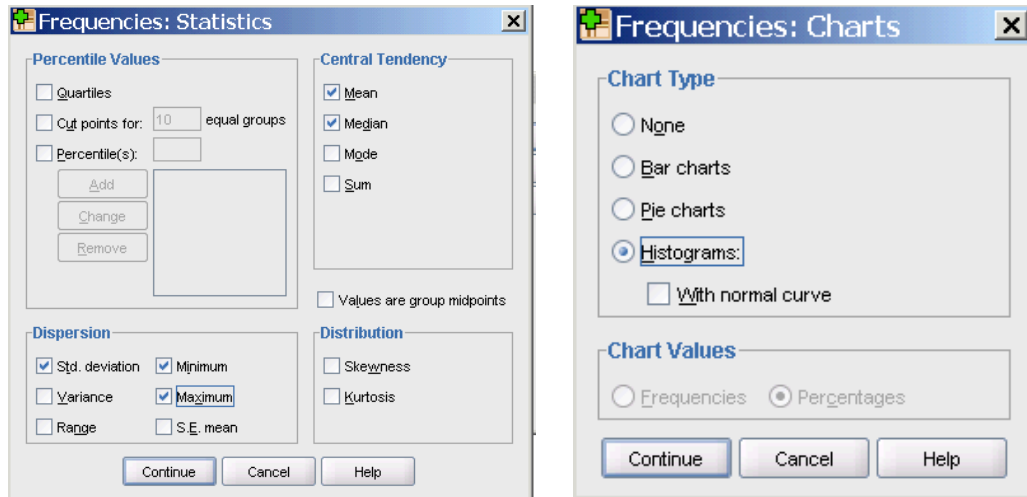 Frequencies: Statistics
Percentile Values
Quartiles
Cut points for: 10 equal groups
Percentile(s):
Add
Change
Remove
Central Tendency
Mean
Median
Mode
Sum
Values are group midpoints
Dispersion
Std. deviation Minimum
Variance Maximum
Range S.E. mean
Distribution
Skewness
Kurtosis
Continue Cancel Help
Frequencies: Charts
Chart Type
None
Bar charts
Pie charts
Histograms:
With normal curve
Chart Values
Frequencies Percentages
Continue Cancel Help